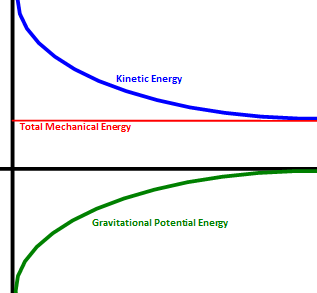 Kinetic Energy
Total Mechanical Energy
Gravitational Potential Energy